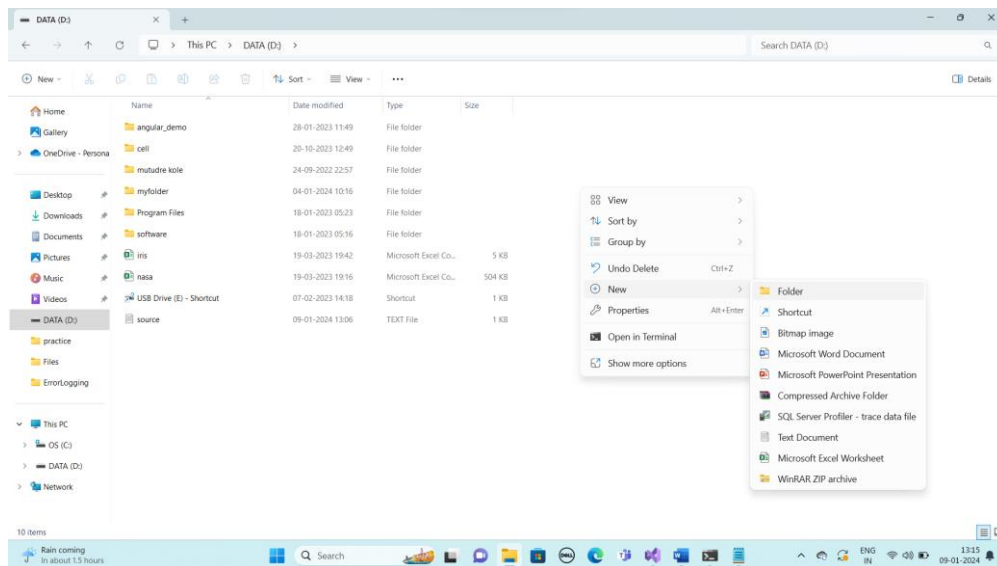 DATA (D:)
This PC > DATA (D:) >
Search DATA (D:)
New
Sort
View
Details
Home
Gallery
OneDrive - Persona
Desktop
Downloads
Documents
Pictures
Music
Videos
DATA (D:)
practice
Files
ErrorLogging
This PC
OS (C:)
DATA (D:)
Network
Name Date modified Type Size
angular_demo 28-01-2023 11:49 File folder
cell 20-10-2023 12:49 File folder
mutudre kole 24-09-2022 22:57 File folder
myfolder 04-01-2024 10:16 File folder
Program Files 18-01-2023 05:23 File folder
software 18-01-2023 05:16 File folder
iris 19-03-2023 19:42 Microsoft Excel Co... 5 KB
nasa 19-03-2023 19:16 Microsoft Excel Co... 504 KB
USB Drive (E) - Shortcut 07-02-2023 14:18 Shortcut 1 KB
source 09-01-2024 13:06 TEXT File 1 KB
View
Sort by
Group by
Undo Delete Ctrl+Z
New
Properties Alt+Enter
Open in Terminal
Show more options
Folder
Shortcut
Bitmap image
Microsoft Word Document
Microsoft PowerPoint Presentation
Compressed Archive Folder
SQL Server Profiler - trace data file
Text Document
Microsoft Excel Worksheet
WinRAR ZIP archive
10 items
Rain coming
In about 1.5 hours
Search
DELL
ENG
IN
13:15
09-01-2024